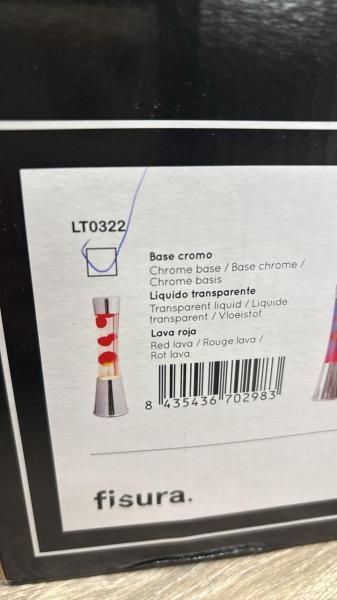 LT0322
Base cromo
Chrome base / Base chrome /
Chrome basis
Líquido transparente
Transparent liquid / Liquide
transparent / Vloeistof
Lava roja
Red lava / Rouge lava /
Rot lava
8 435436 702983
fisura.